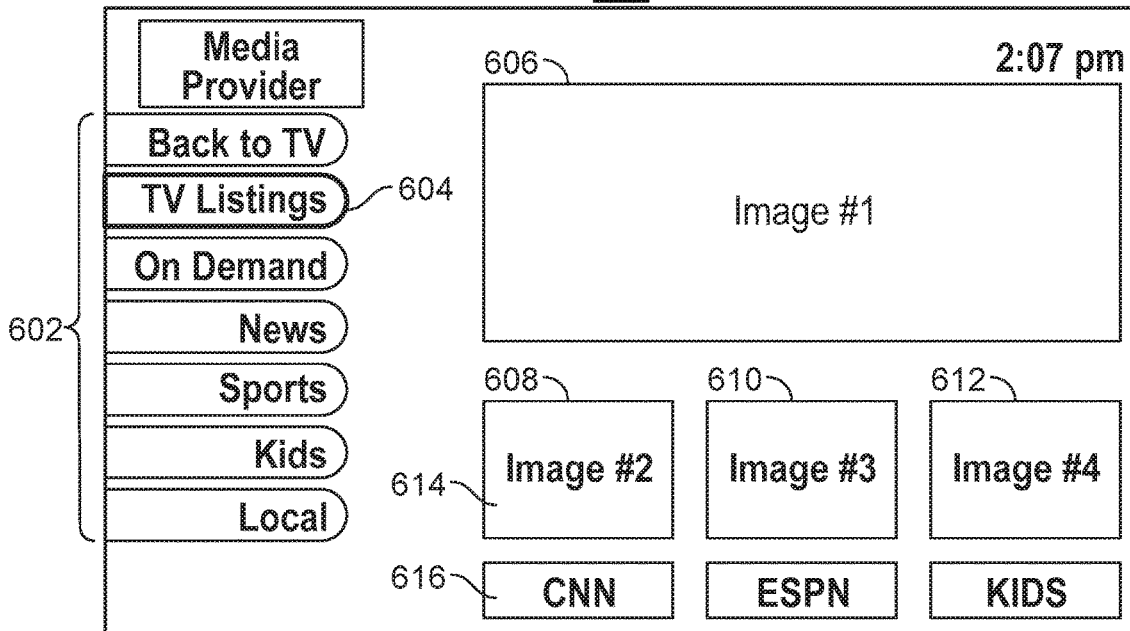 Media
Provider
2:07 pm
606
Back to TV
TV Listings
604
Image #1
On Demand
602
News
Sports
608
610
612
Kids
Image #2
Image #3
Image #4
614
Local
616
CNN
ESPN
KIDS